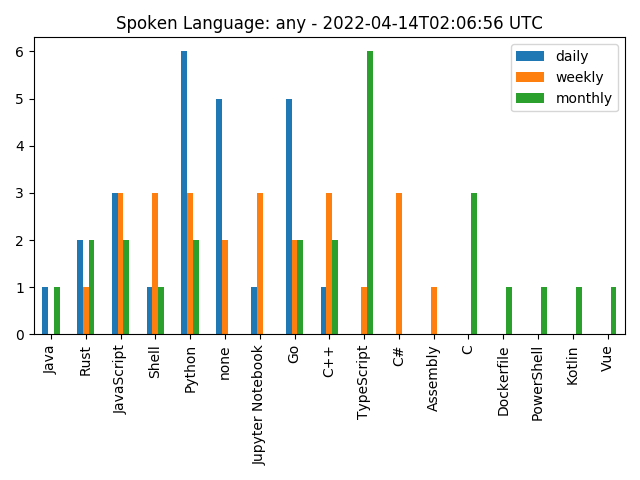 Spoken Language: any - 2022-04-14T02:06:56 UTC
daily
weekly
monthly
6
5
4
3
2
1
0
Java
Rust
JavaScript
Shell
Python
none
Jupyter Notebook
Go
C++
TypeScript
C#
Assembly
C
Dockerfile
PowerShell
Kotlin
Vue